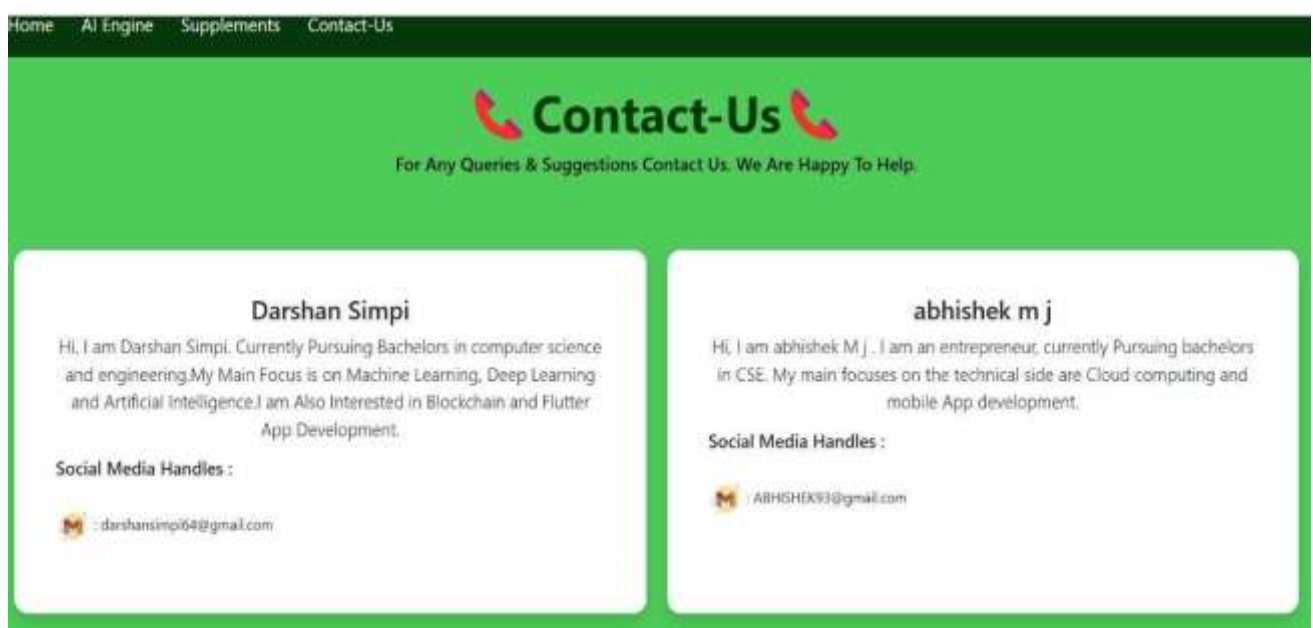 Home AI Engine Supplements Contact-Us
Contact-Us
For Any Queries & Suggestions Contact Us. We Are Happy To Help.
Darshan Simpi
Hi, I am Darshan Simpi. Currently Pursuing Bachelors in computer science
and engineering.My Main Focus is on Machine Learning, Deep Learning
and Artificial Intelligence.I am Also Interested in Blockchain and Flutter
App Development.
Social Media Handles :
: darshansimpi64@gmail.com
abhishek m j
Hi, I am abhishek M j . I am an entrepreneur, currently Pursuing bachelors
in CSE. My main focuses on the technical side are Cloud computing and
mobile App development.
Social Media Handles :
: ABHISHEK93@gmail.com